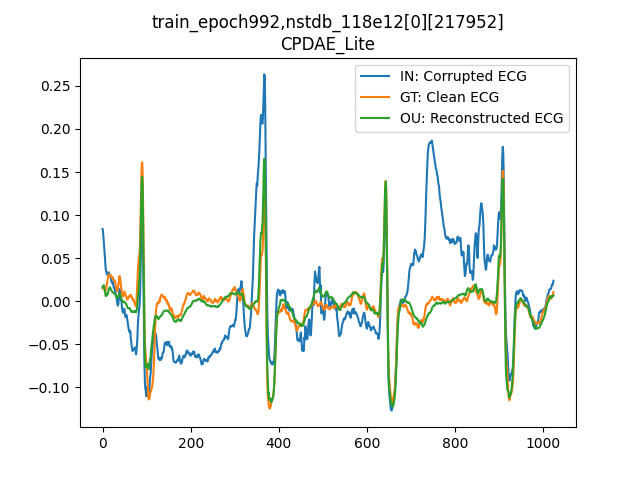 train_epoch992,nstdb_118e12[0][217952]
CPDAE_Lite
IN: Corrupted ECG
GT: Clean ECG
OU: Reconstructed ECG
0.25
0.20
0.15
0.10
0.05
0.00
−0.05
−0.10
0 200 400 600 800 1000